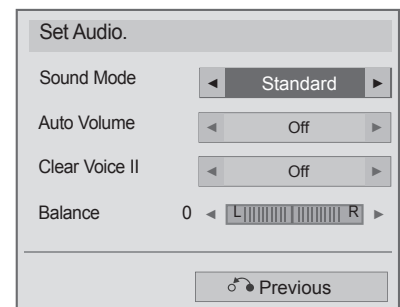 Set Audio.
Sound Mode ◄ Standard ►
Auto Volume ◄ Off ►
Clear Voice II ◄ Off ►
Balance 0 ◄ L R ►
Previous